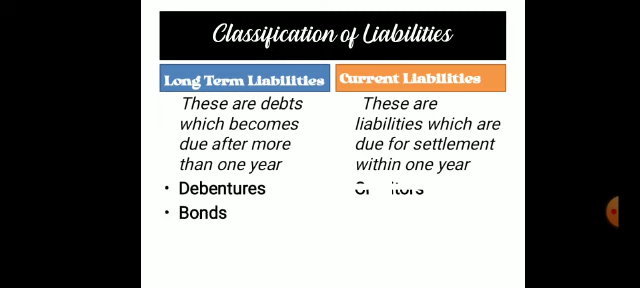 Classification of Liabilities
Long Term Liabilities
These are debts
which becomes
due after more
than one year
• Debentures
• Bonds
Current Liabilities
These are
liabilities which are
due for settlement
within one year